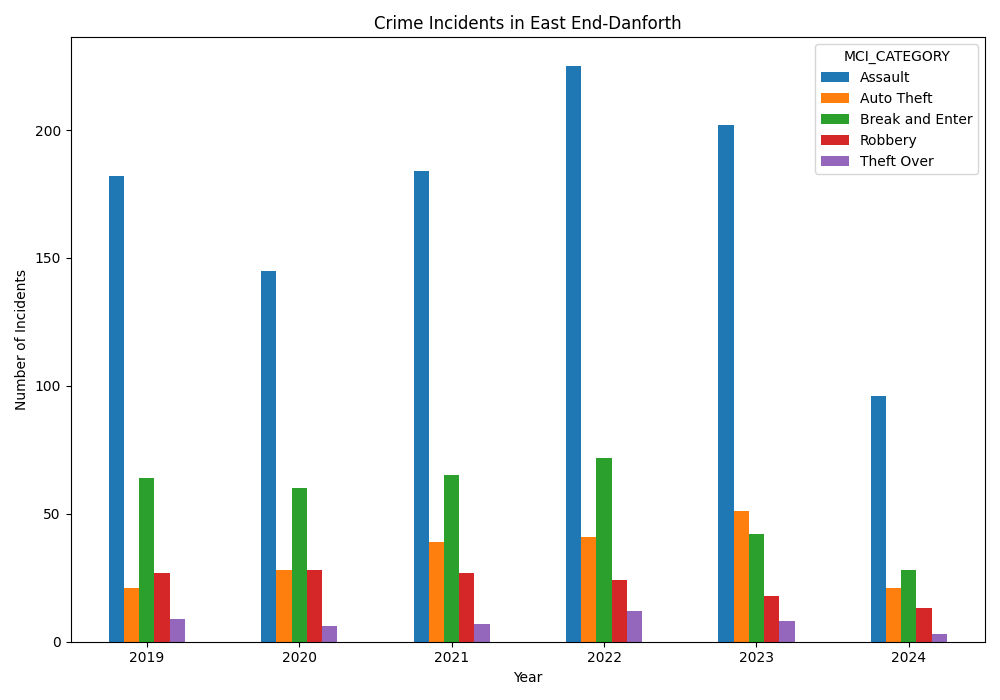 Crime Incidents in East End-Danforth
MCI_CATEGORY
Assault
Auto Theft
Break and Enter
Robbery
Theft Over
Number of Incidents
200
150
100
50
0
2019 2020 2021 2022 2023 2024
Year